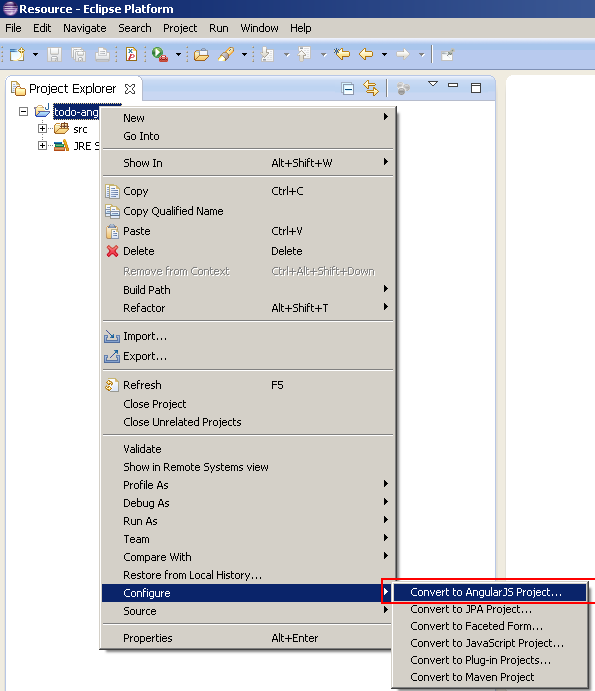 Resource - Eclipse Platform
File Edit Navigate Search Project Run Window Help
Project Explorer
todo-ang
src
JRE S
New
Go Into
Show In Alt+Shift+W
Copy Ctrl+C
Copy Qualified Name
Paste Ctrl+V
Delete Delete
Remove from Context Ctrl+Alt+Shift+Down
Build Path
Refactor Alt+Shift+T
Import...
Export...
Refresh F5
Close Project
Close Unrelated Projects
Validate
Show in Remote Systems view
Profile As
Debug As
Run As
Team
Compare With
Restore from Local History...
Configure
Source
Properties Alt+Enter
Convert to AngularJS Project...
Convert to JPA Project...
Convert to Faceted Form...
Convert to JavaScript Project...
Convert to Plug-in Projects...
Convert to Maven Project